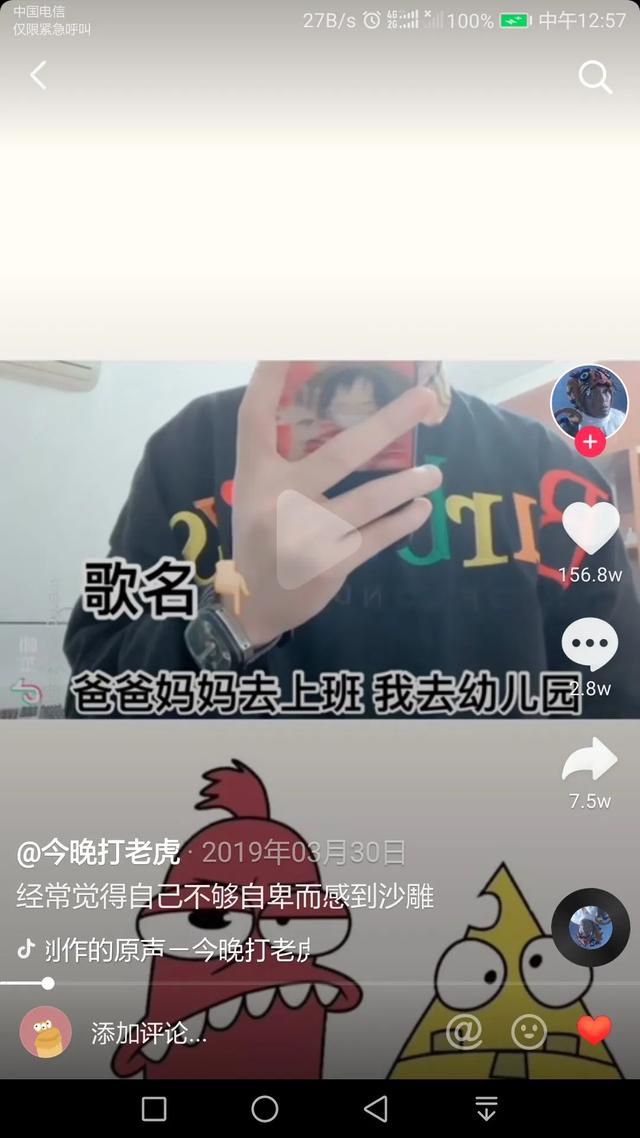 中国电信
仅限紧急呼叫
27B/s 4G 2G 100% 中午12:57
歌名
爸爸妈妈去上班 我去幼儿园
156.8w
2.8w
7.5w
@今晚打老虎 · 2019年03月30日
经常觉得自己不够自卑而感到沙雕
创作的原声一今晚打老虎
添加评论...
@